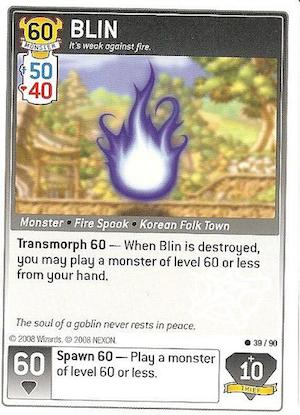 60
MONSTER
BLIN
It's weak against fire.
50
40
Monster • Fire Spook • Korean Folk Town
Transmorph 60 — When Blin is destroyed,
you may play a monster of level 60 or less
from your hand.
The soul of a goblin never rests in peace.
© 2008 Wizards. © 2008 NEXON.
39 / 90
60
Spawn 60 — Play a monster
of level 60 or less.
+
10
THIEF